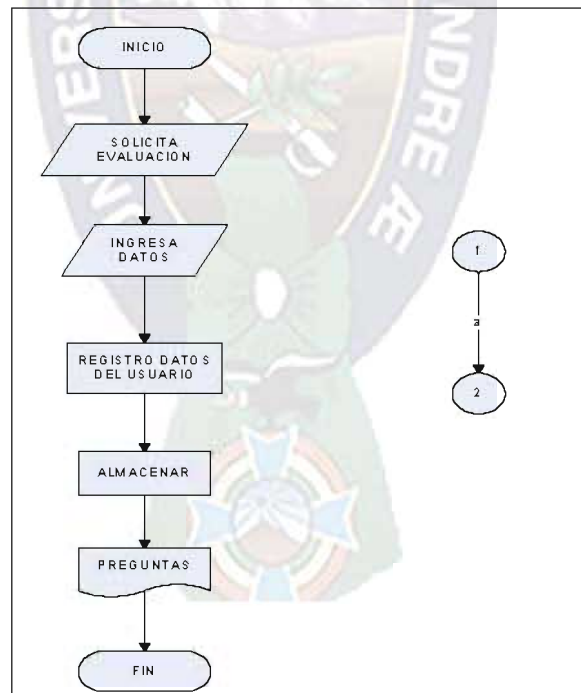 INICIO
SOLICITA
EVALUACION
INGRESA
DATOS
REGISTRO DATOS
DEL USUARIO
ALMACENAR
PREGUNTAS
FIN
1
a
2